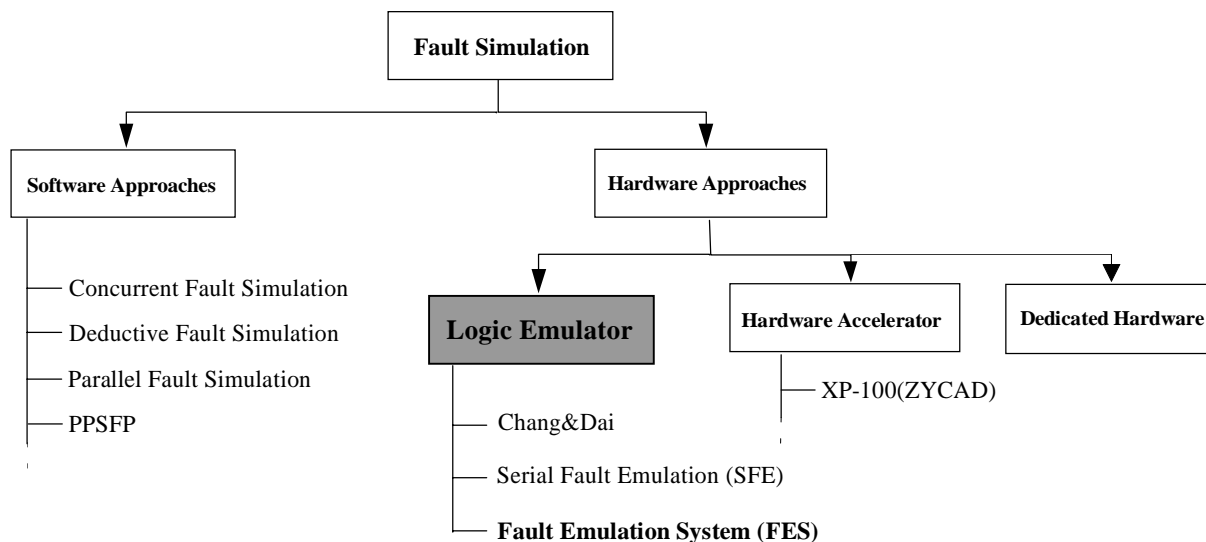 Fault Simulation
Software Approaches
Hardware Approaches
Concurrent Fault Simulation
Deductive Fault Simulation
Parallel Fault Simulation
PPSFP
Logic Emulator
Hardware Accelerator
Dedicated Hardware
XP-100(ZYCAD)
Chang&Dai
Serial Fault Emulation (SFE)
Fault Emulation System (FES)